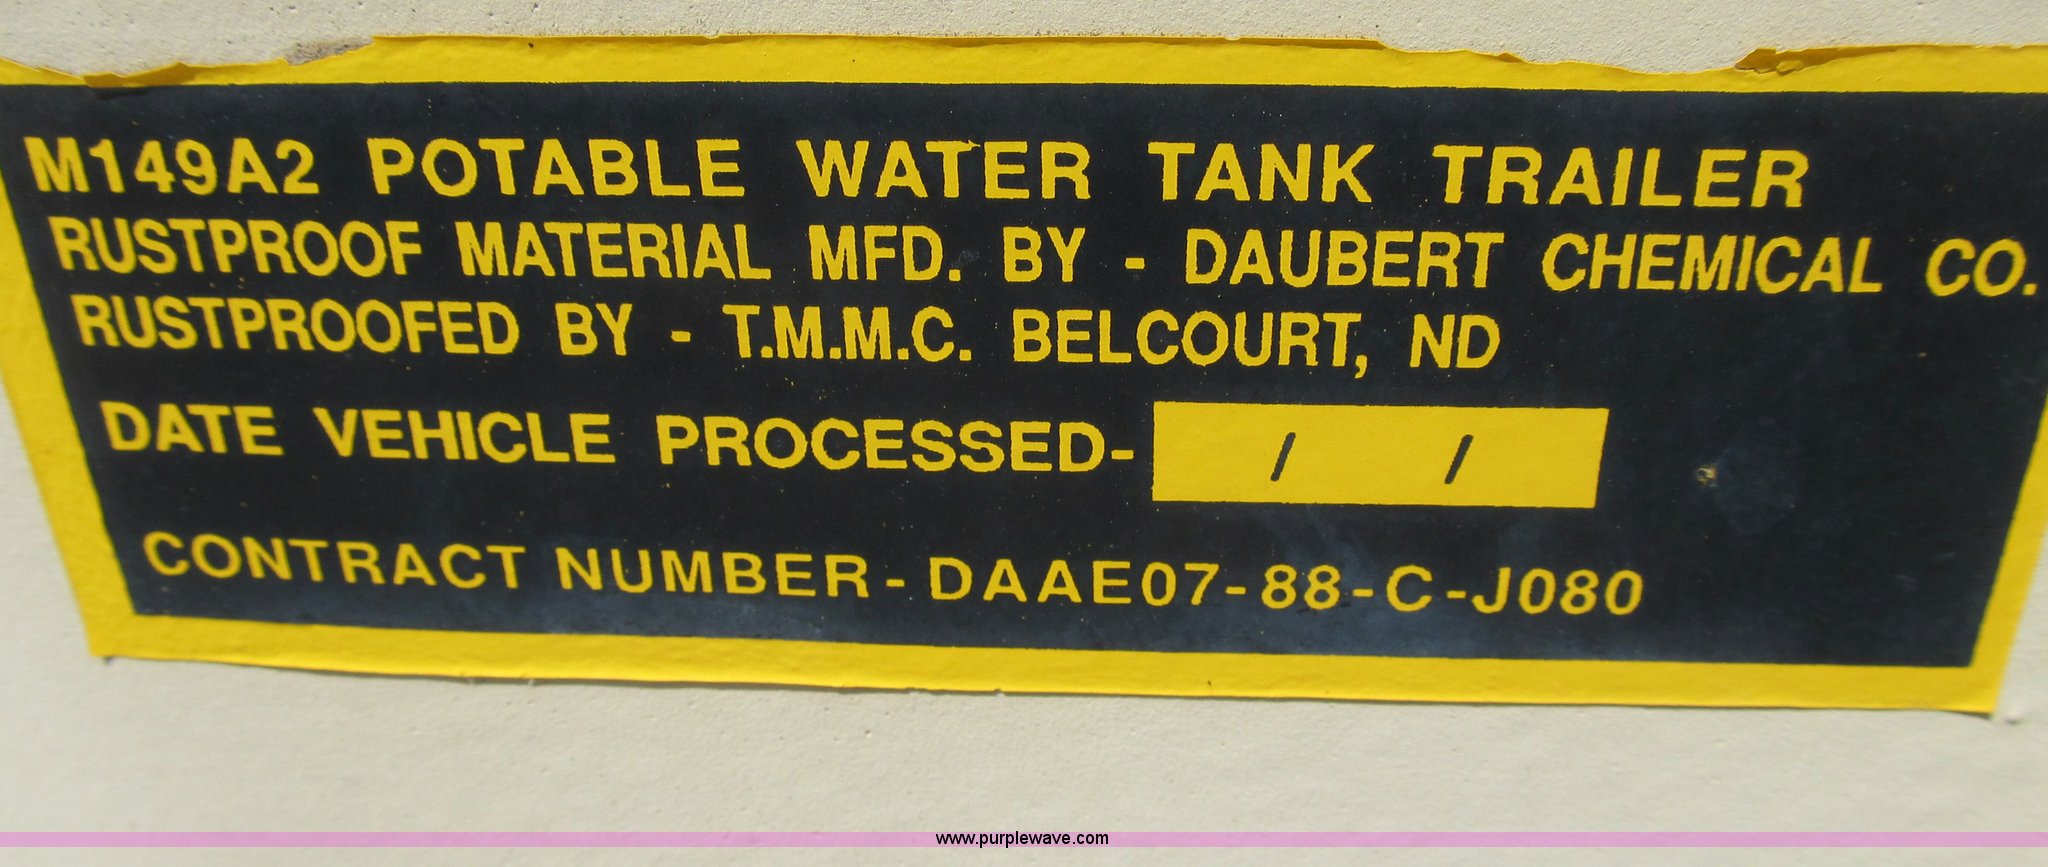 M149A2 POTABLE WATER TANK TRAILER
RUSTPROOF MATERIAL MFD. BY - DAUBERT CHEMICAL CO.
RUSTPROOFED BY - T.M.M.C. BELCOURT, ND
DATE VEHICLE PROCESSED- / /
CONTRACT NUMBER-DAAE07-88-C-J080
www.purplewave.com